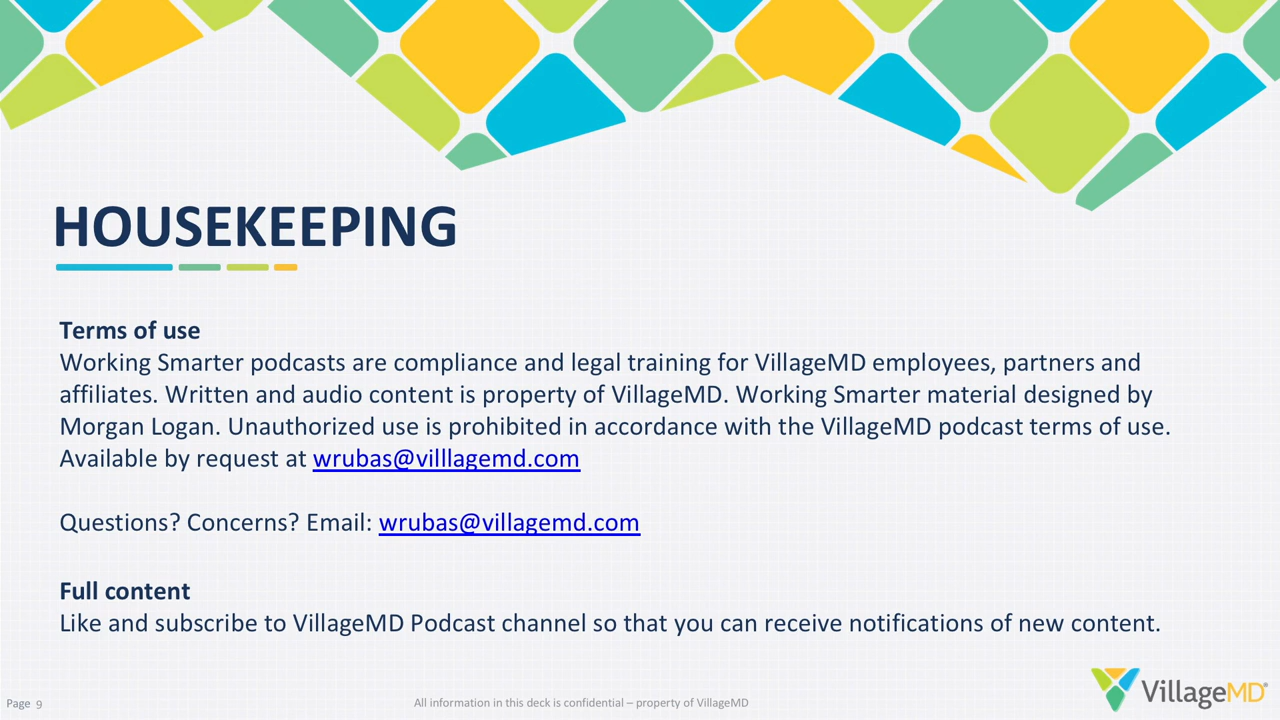 HOUSEKEEPING
Terms of use
Working Smarter podcasts are compliance and legal training for VillageMD employees, partners and
affiliates. Written and audio content is property of VillageMD. Working Smarter material designed by
Morgan Logan. Unauthorized use is prohibited in accordance with the VillageMD podcast terms of use.
Available by request at wrubas@villlagemd.com
Questions? Concerns? Email: wrubas@villagemd.com
Full content
Like and subscribe to VillageMD Podcast channel so that you can receive notifications of new content.
Page 9
All information in this deck is confidential – property of VillageMD
VillageMD®